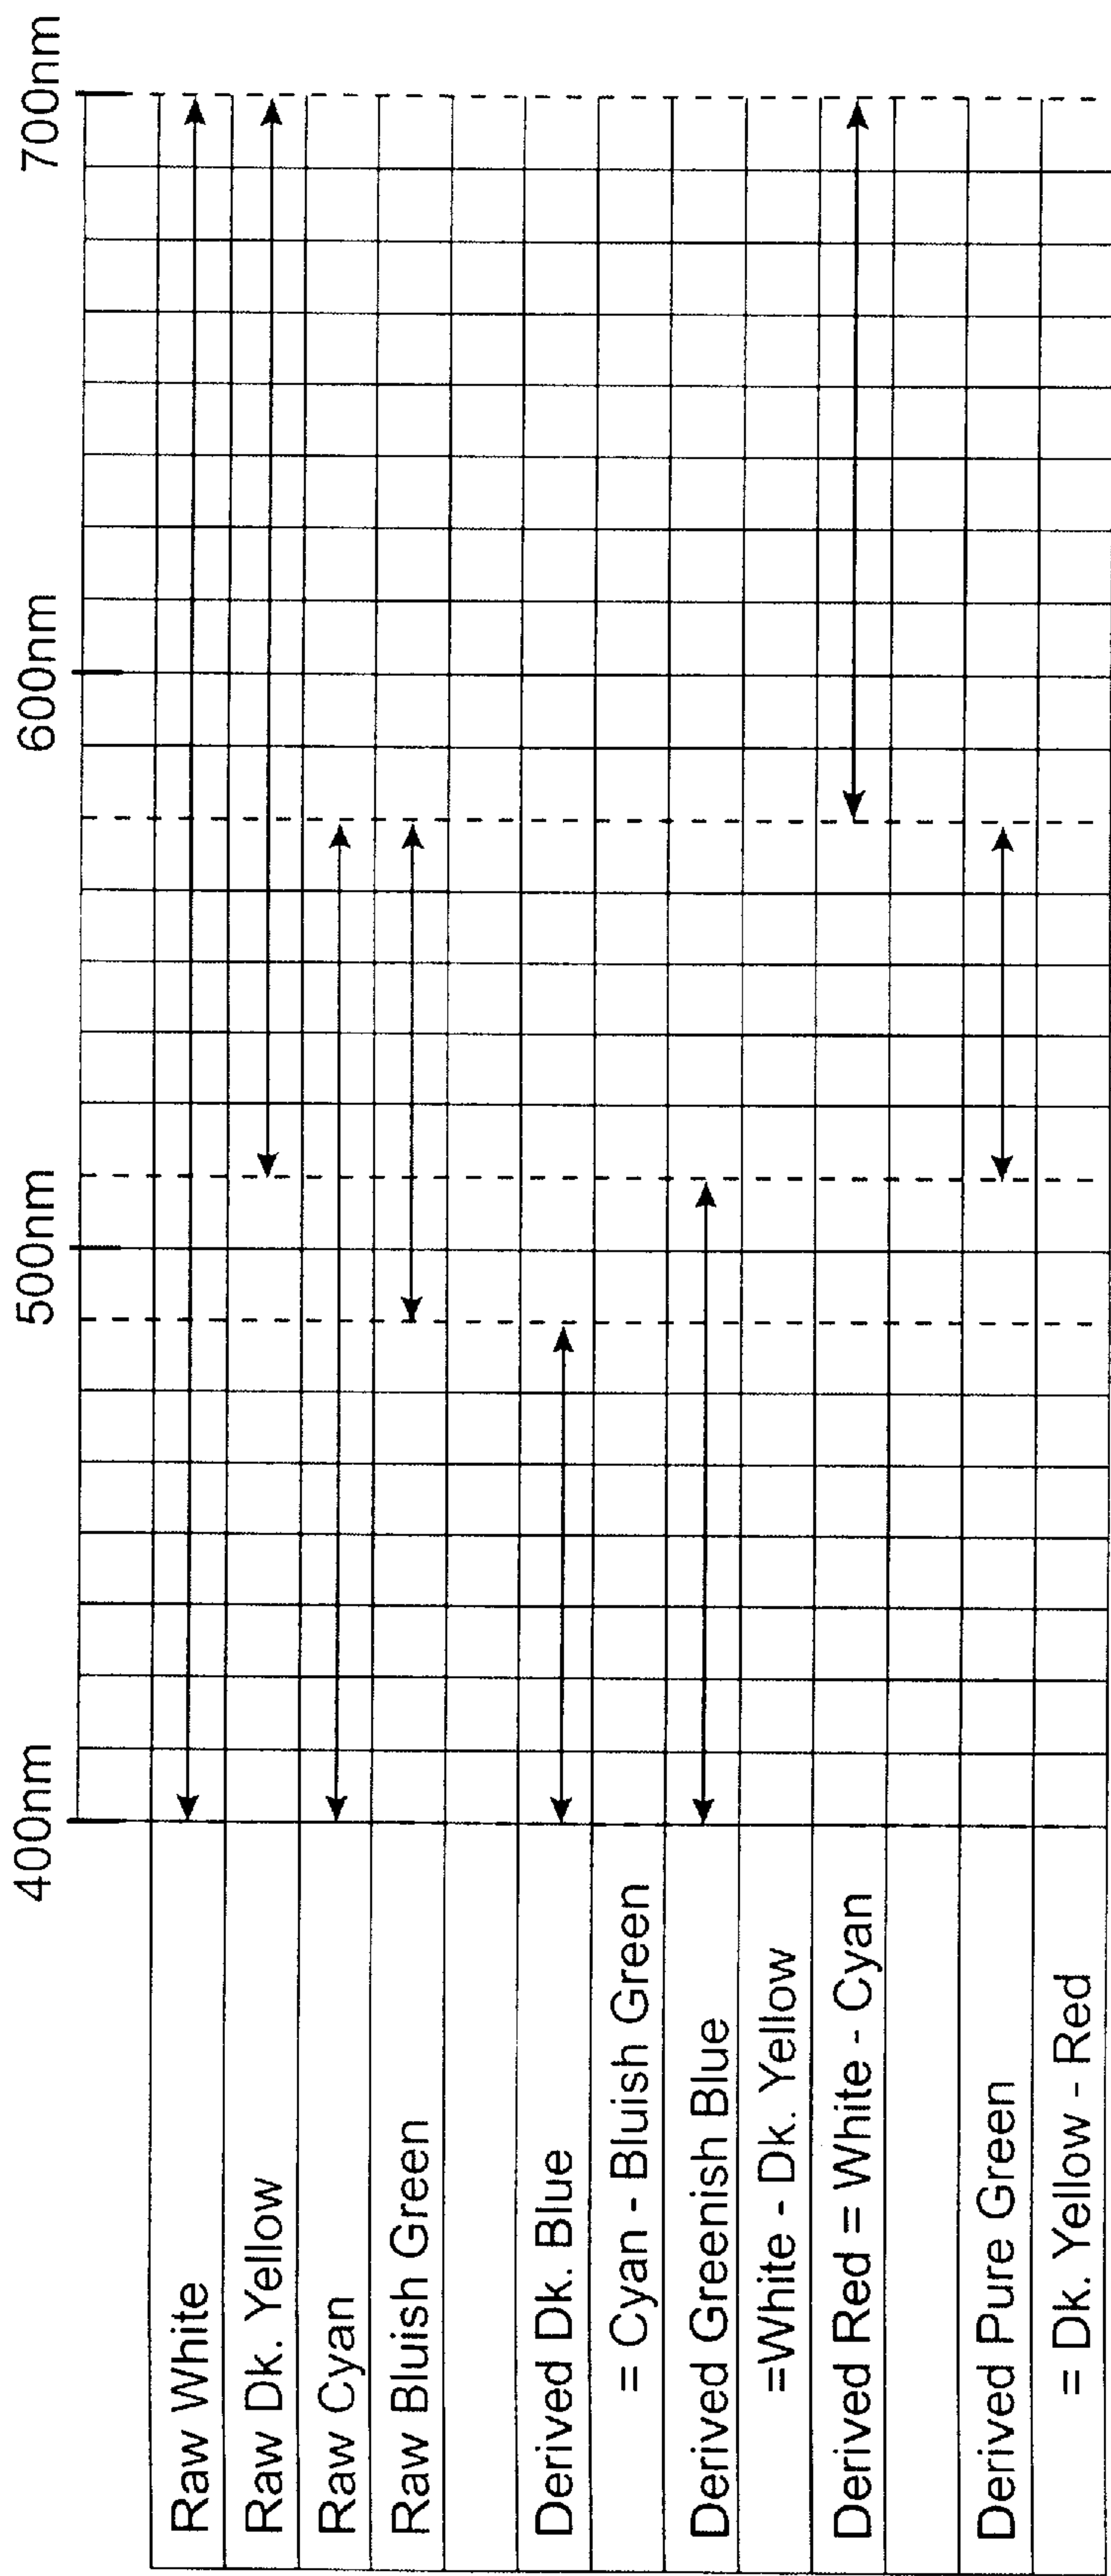 400nm 500nm 600nm 700nm
Raw White
Raw Dk. Yellow
Raw Cyan
Raw Bluish Green
Derived Dk. Blue
= Cyan - Bluish Green
Derived Greenish Blue
=White - Dk. Yellow
Derived Red = White - Cyan
Derived Pure Green
= Dk. Yellow - Red